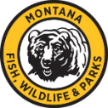 MONTANA
FISH, WILDLIFE & PARKS